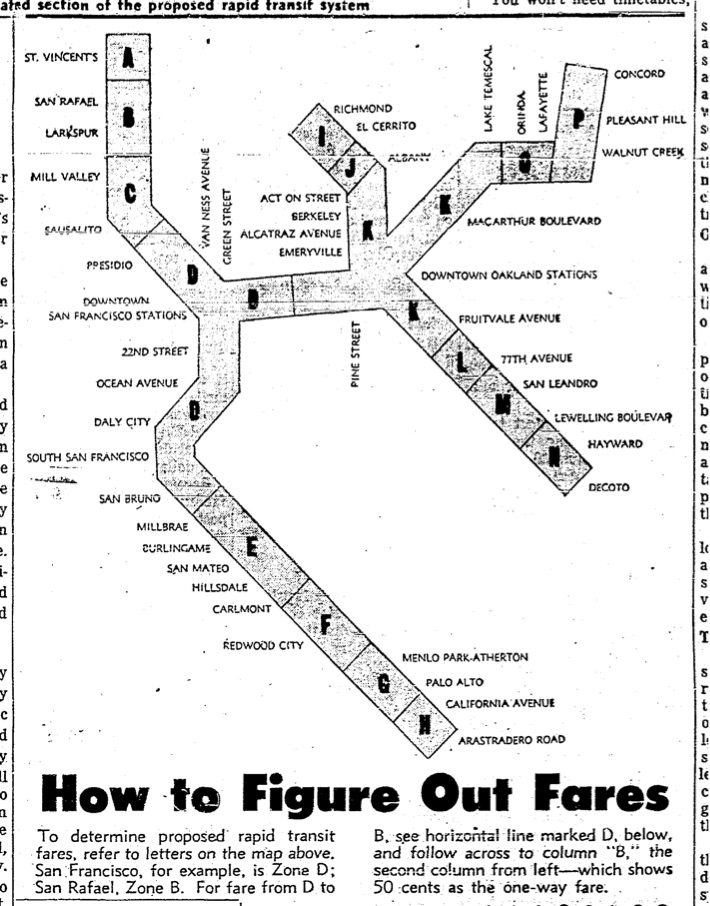 ated section of the proposed rapid transit system
You won't need timetables,
ST. VINCENT'S
A
SAN RAFAEL
B
LARKSPUR
MILL VALLEY
C
SAUSALITO
PRESIDIO
D
VAN NESS AVENUE
GREEN STREET
DOWNTOWN
SAN FRANCISCO STATIONS
D
22ND STREET
OCEAN AVENUE
D
DALY CITY
SOUTH SAN FRANCISCO
SAN BRUNO
MILLBRAE
BURLINGAME
E
SAN MATEO
HILLSDALE
CARLMONT
F
REDWOOD CITY
MENLO PARK-ATHERTON
G
PALO ALTO
CALIFORNIA AVENUE
H
ARASTRADERO ROAD
RICHMOND
I
EL CERRITO
J
ALBANY
ACTON STREET
BERKELEY
K
ALCATRAZ AVENUE
EMERYVILLE
PINE STREET
LAKE TEMESCAL
ORINDA
LAFAYETTE
CONCORD
P
PLEASANT HILL
WALNUT CREEK
K
MACARTHUR BOULEVARD
DOWNTOWN OAKLAND STATIONS
K
FRUITVALE AVENUE
L
77TH AVENUE
SAN LEANDRO
M
LEWELLING BOULEVAR
HAYWARD
N
DECOTO
How to Figure Out Fares
To determine proposed rapid transit
fares, refer to letters on the map above.
San Francisco, for example, is Zone D;
San Rafael, Zone B. For fare from D to
B, see horizontal line marked D, below,
and follow across to column "B," the
second column from left—which shows
50 cents as the one-way fare.